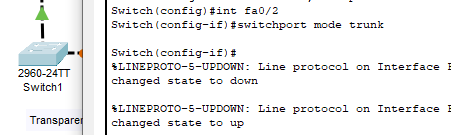 Switch(config)#int fa0/2
Switch(config-if)#switchport mode trunk
Switch(config-if)#
%LINEPROTO-5-UPDOWN: Line protocol on Interface
changed state to down
%LINEPROTO-5-UPDOWN: Line protocol on Interface
changed state to up
2960-24TT
Switch1